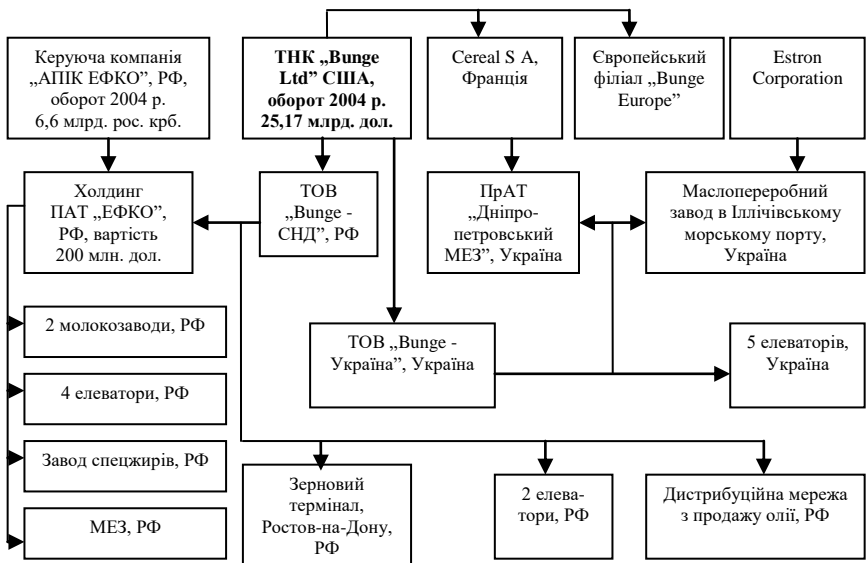 Керуюча компанія
„АПІК ЕФКО”, РФ,
оборот 2004 р.
6,6 млрд. рос. крб.
ТНК „Bunge
Ltd” США,
оборот 2004 р.
25,17 млрд. дол.
Cereal S A,
Франція
Європейський
філіал „Bunge
Europe”
Estron
Corporation
Холдинг
ПАТ „ЕФКО”,
РФ, вартість
200 млн. дол.
ТОВ
„Bunge -
СНД”, РФ
ПрАТ
„Дніпро-
петровський
МЕЗ”, Україна
Маслопереробний
завод в Іллічівському
морському порту,
Україна
2 молокозаводи, РФ
ТОВ „Bunge -
Україна”, Україна
5 елеваторів,
Україна
4 елеватори, РФ
Завод спецжирів, РФ
МЕЗ, РФ
Зерновий
термінал,
Ростов-на-Дону,
РФ
2 елева-
тори, РФ
Дистрибуційна мережа
з продажу олії, РФ